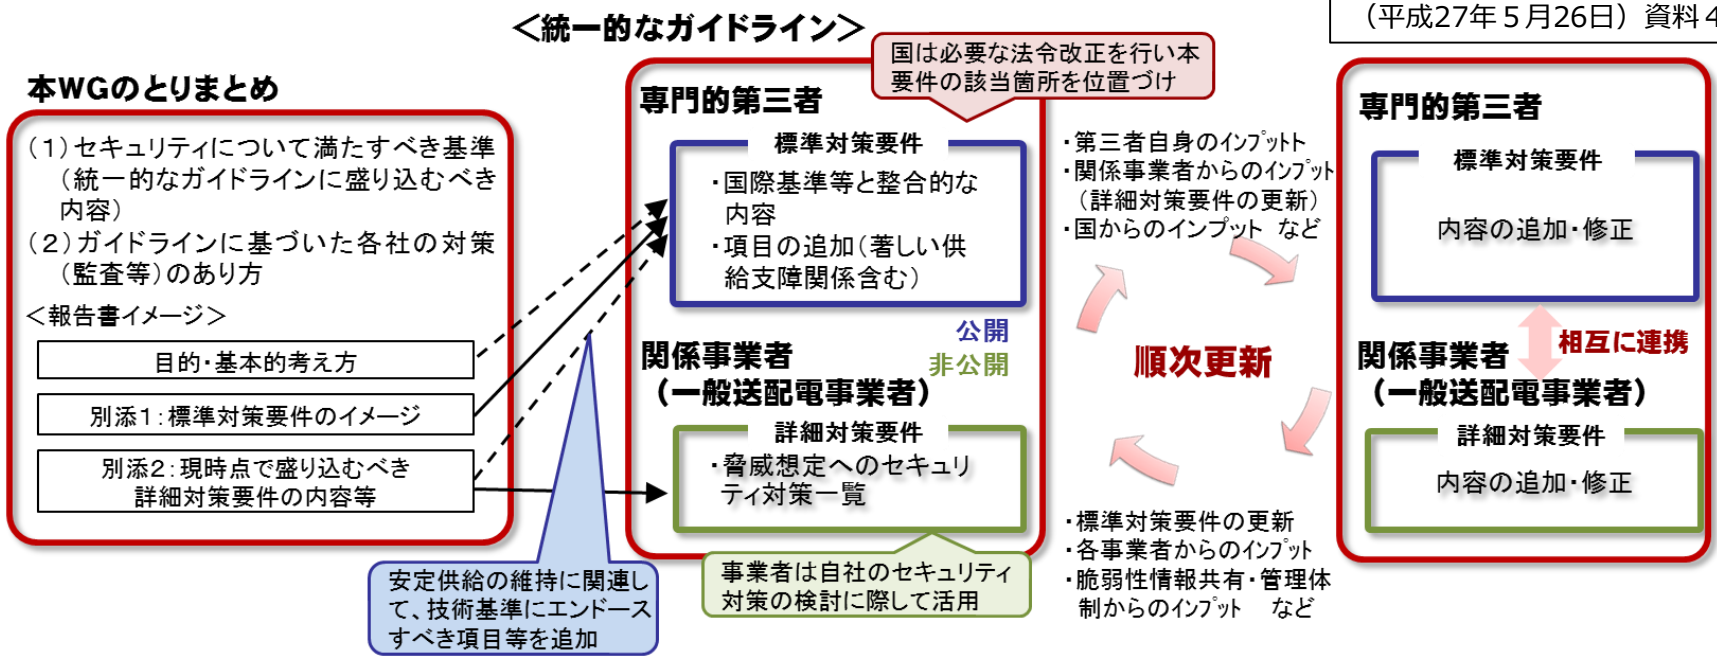 （平成27年５月26日）資料４
＜統一的なガイドライン＞
国は必要な法令改正を行い本
要件の該当箇所を位置づけ
本WGのとりまとめ
（1）セキュリティについて満たすべき基準
（統一的なガイドラインに盛り込むべき
内容）
（2）ガイドラインに基づいた各社の対策
（監査等）のあり方
＜報告書イメージ＞
目的・基本的考え方
別添1：標準対策要件のイメージ
別添2：現時点で盛り込むべき
詳細対策要件の内容等
専門的第三者
標準対策要件
・国際基準等と整合的な
内容
・項目の追加（著しい供
給支障関係含む）
公開
非公開
関係事業者
（一般送配電事業者）
詳細対策要件
・脅威想定へのセキュリ
ティ対策一覧
安定供給の維持に関連し
て、技術基準にエンドース
すべき項目等を追加
事業者は自社のセキュリティ
対策の検討に際して活用
・第三者自身のインプットト
・関係事業者からのインプット
（詳細対策要件の更新）
・国からのインプット など
順次更新
・標準対策要件の更新
・各事業者からのインプット
・脆弱性情報共有・管理体
制からのインプット など
専門的第三者
標準対策要件
内容の追加・修正
相互に連携
関係事業者
（一般送配電事業者）
詳細対策要件
内容の追加・修正